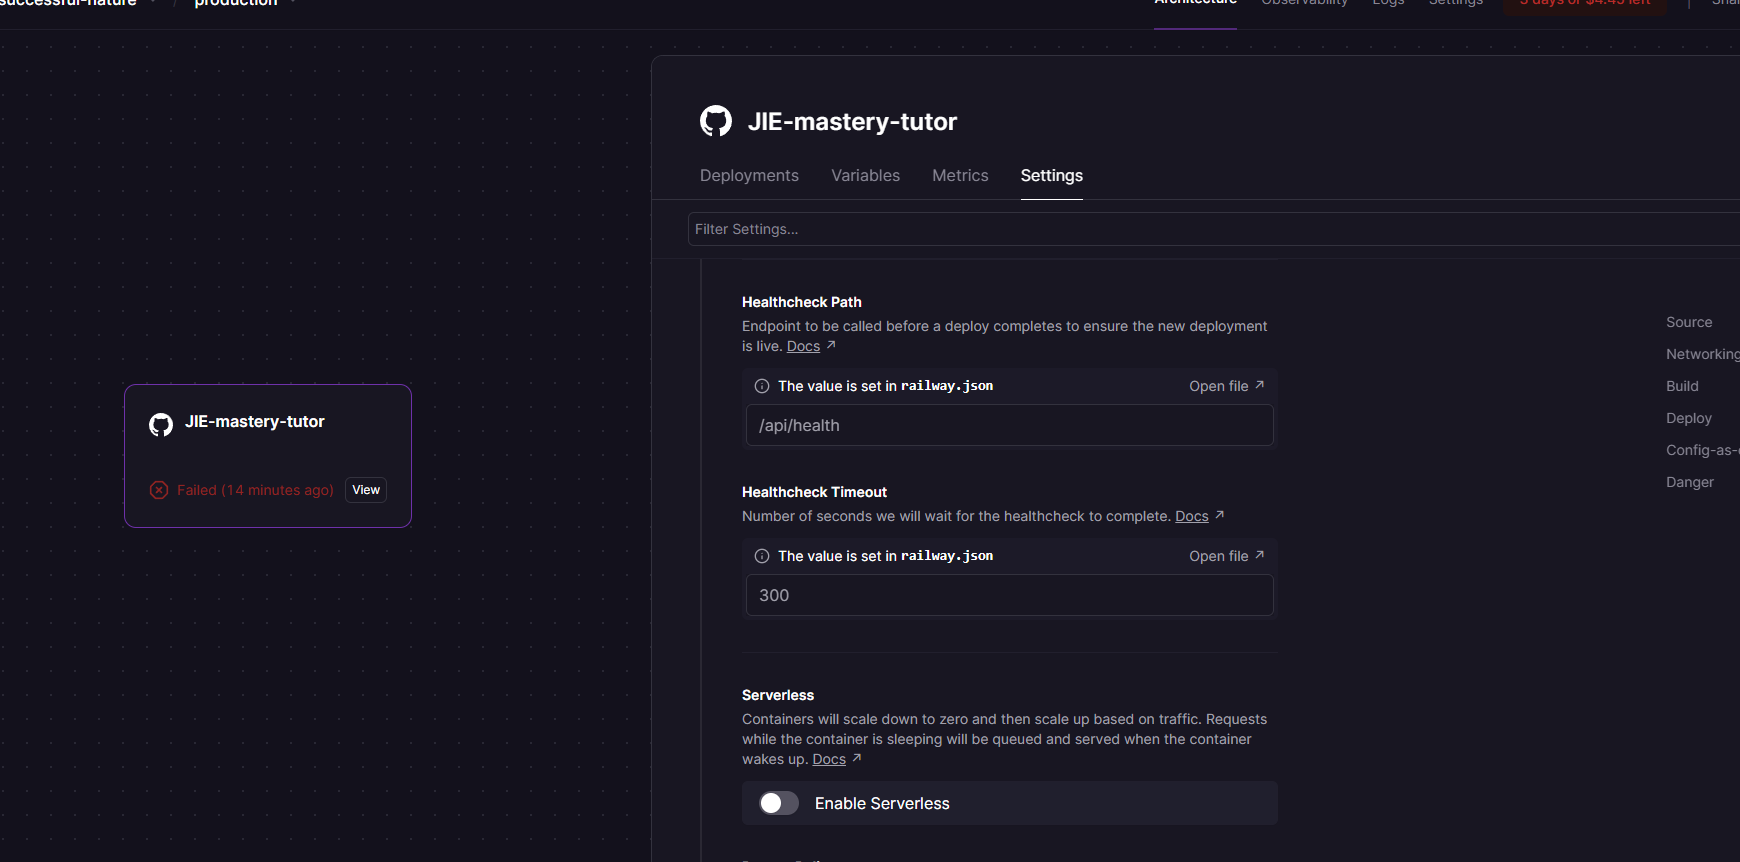 successful-nature / production
Architecture Observability Logs Settings
JIE-mastery-tutor
Deployments Variables Metrics Settings
Filter Settings...
Healthcheck Path
Endpoint to be called before a deploy completes to ensure the new deployment
is live. Docs ↗
The value is set in railway.json Open file ↗
/api/health
Healthcheck Timeout
Number of seconds we will wait for the healthcheck to complete. Docs ↗
The value is set in railway.json Open file ↗
300
Serverless
Containers will scale down to zero and then scale up based on traffic. Requests
while the container is sleeping will be queued and served when the container
wakes up. Docs ↗
Enable Serverless
Source
Networking
Build
Deploy
Config-as-
Danger
JIE-mastery-tutor
Failed (14 minutes ago) View